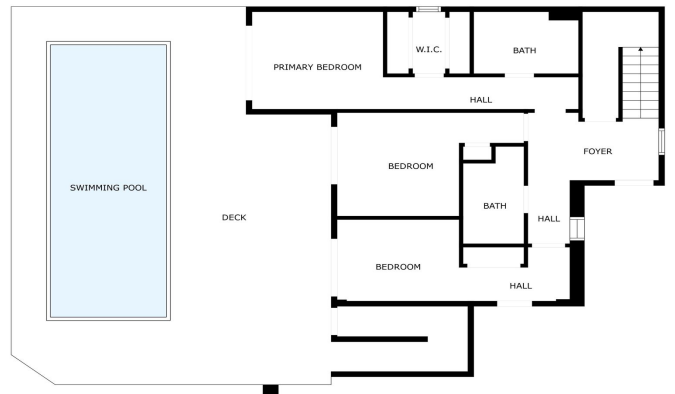 W.I.C.
BATH
PRIMARY BEDROOM
HALL
FOYER
BEDROOM
SWIMMING POOL
BATH
DECK
HALL
BEDROOM
HALL